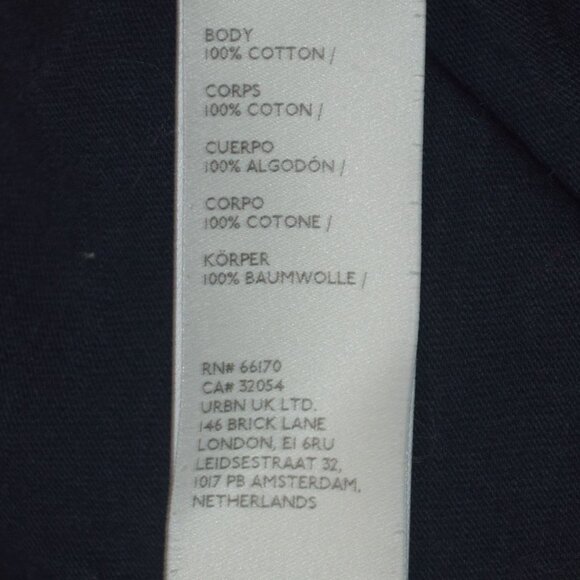 BODY
100% COTTON /
CORPS
100% COTON /
CUERPO
100% ALGODÓN /
CORPO
100% COTONE /
KÖRPER
100% BAUMWOLLE /
RN# 66170
CA# 32054
URBN UK LTD.
146 BRICK LANE
LONDON, E1 6RU
LEIDSESTRAAT 32,
1017 PB AMSTERDAM,
NETHERLANDS